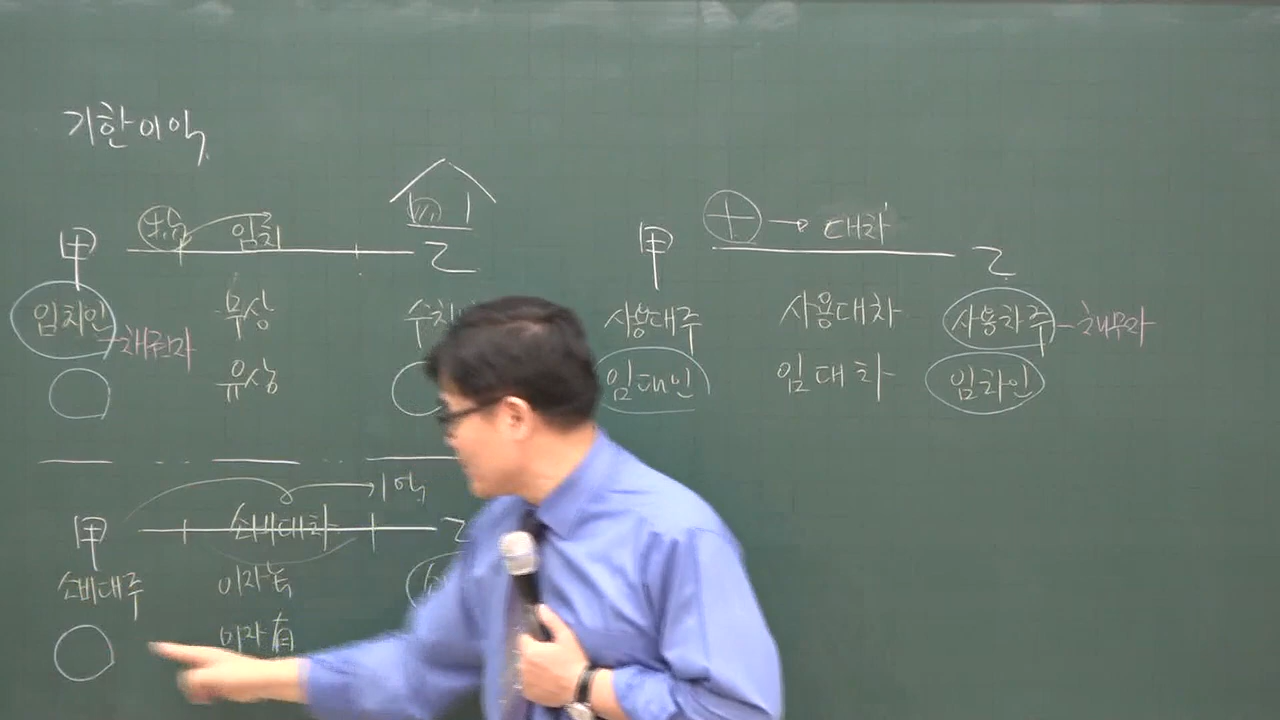 기한이익
임치
甲 乙
임치인 무상 수치
채권자
유상
1억
甲 소비대차
소비대주 이자無
이자有
十 → 대차
甲 乙
사용대주 사용대차 사용차주 - 채무자
임대인 임대차 임차인